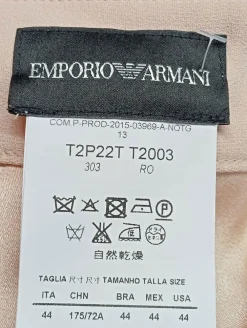 EMPORIO ARMANI
COM.P-PROD-2015-03969-A-NOTG
13
T2P22T T2003
303 RO
自然乾燥
TAGLIA 尺寸 尺寸 TAMANHO TALLA SIZE
ITA CHN BRA MEX USA
44 175/72A 44 44 44